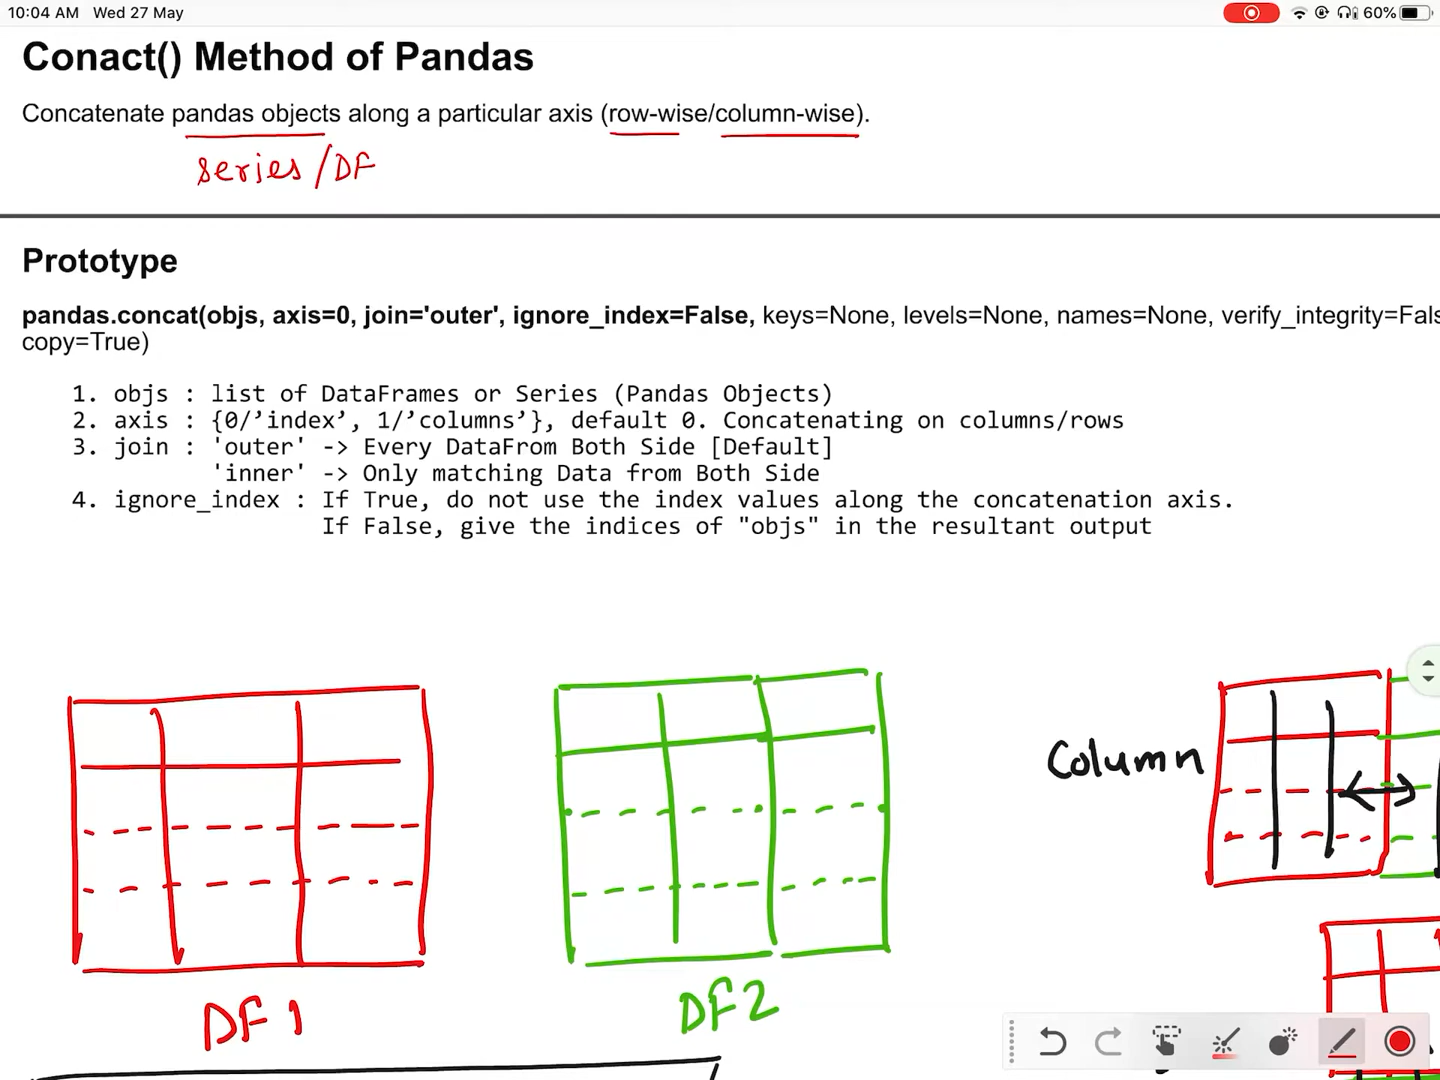 10:04 AM Wed 27 May
60%
Conact() Method of Pandas
Concatenate pandas objects along a particular axis (row-wise/column-wise).
series/DF
Prototype
pandas.concat(objs, axis=0, join='outer', ignore_index=False, keys=None, levels=None, names=None, verify_integrity=Fals
copy=True)
1. objs : list of DataFrames or Series (Pandas Objects)
2. axis : {0/’index’, 1/’columns’}, default 0. Concatenating on columns/rows
3. join : 'outer' -> Every DataFrom Both Side [Default]
'inner' -> Only matching Data from Both Side
4. ignore_index : If True, do not use the index values along the concatenation axis.
If False, give the indices of "objs" in the resultant output
Column
DF1
DF2